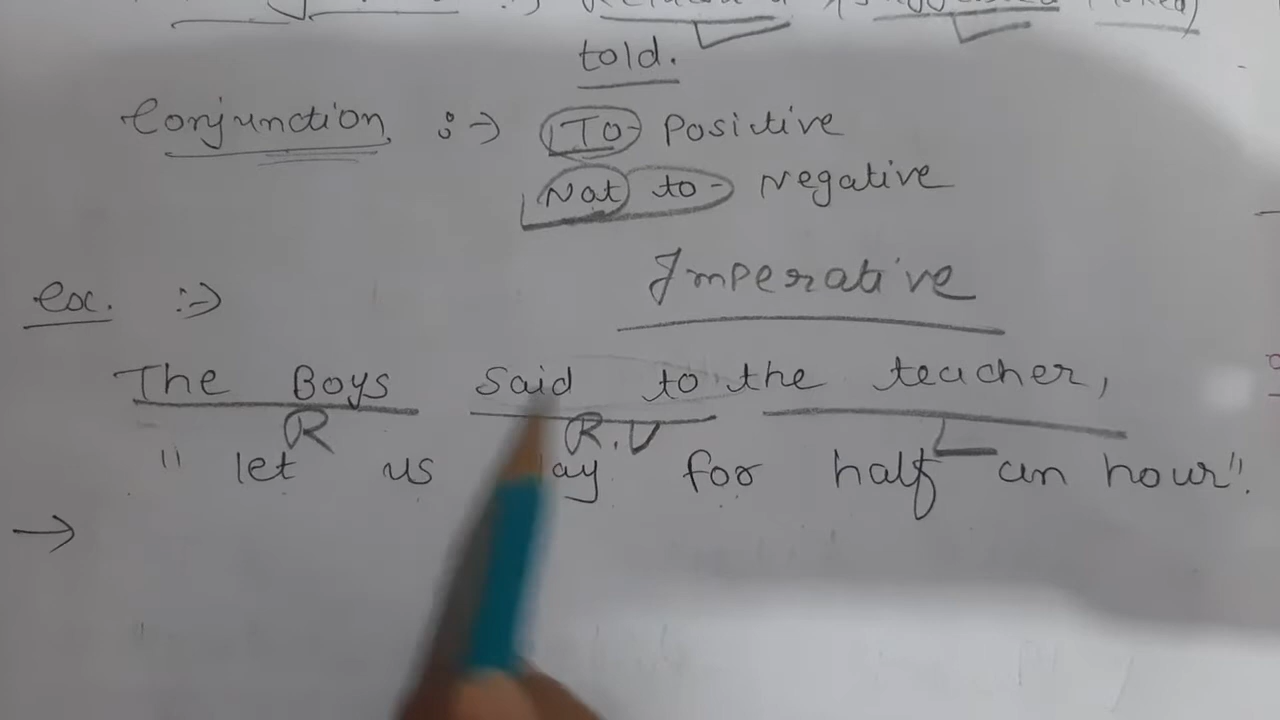 told.
Conjunction :→ To - Positive
Not to - Negative
Imperative
ex. :→
The Boys said to the teacher,
R R.V L
" let us for half an hour".
→